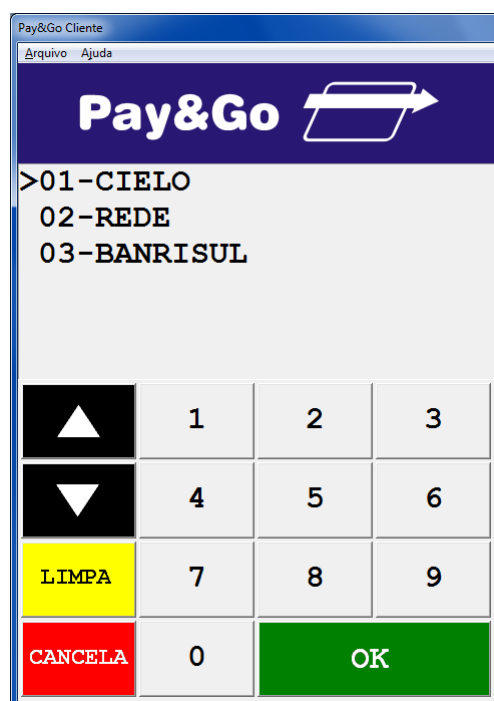 Pay&Go Cliente
Arquivo Ajuda
Pay&Go
>01-CIELO
02-REDE
03-BANRISUL
1 2 3
4 5 6
LIMPA 7 8 9
CANCELA 0 OK